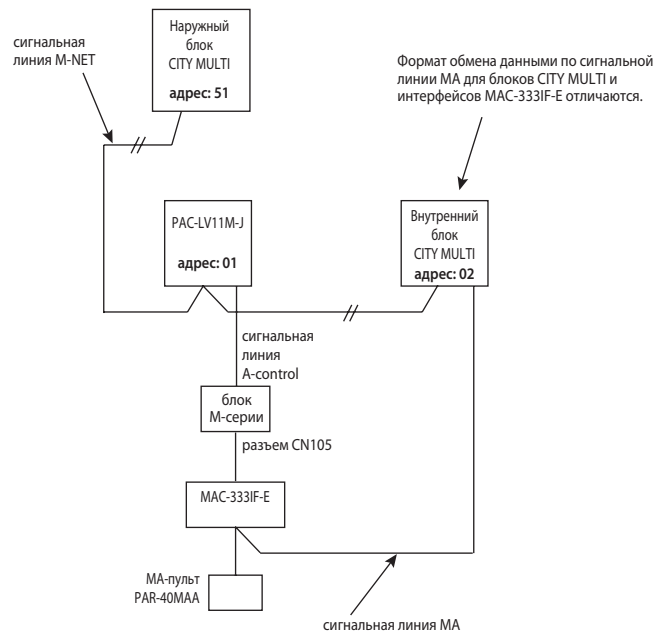 сигнальная
линия M-NET
Наружный
блок
CITY MULTI
адрес: 51
Формат обмена данными по сигнальной
линии МА для блоков CITY MULTI и
интерфейсов MAC-333IF-E отличаются.
PAC-LV11M-J
адрес: 01
Внутренний
блок
CITY MULTI
адрес: 02
сигнальная
линия
A-control
блок
М-серии
разъем CN105
MAC-333IF-E
МА-пульт
PAR-40MAA
сигнальная линия МА